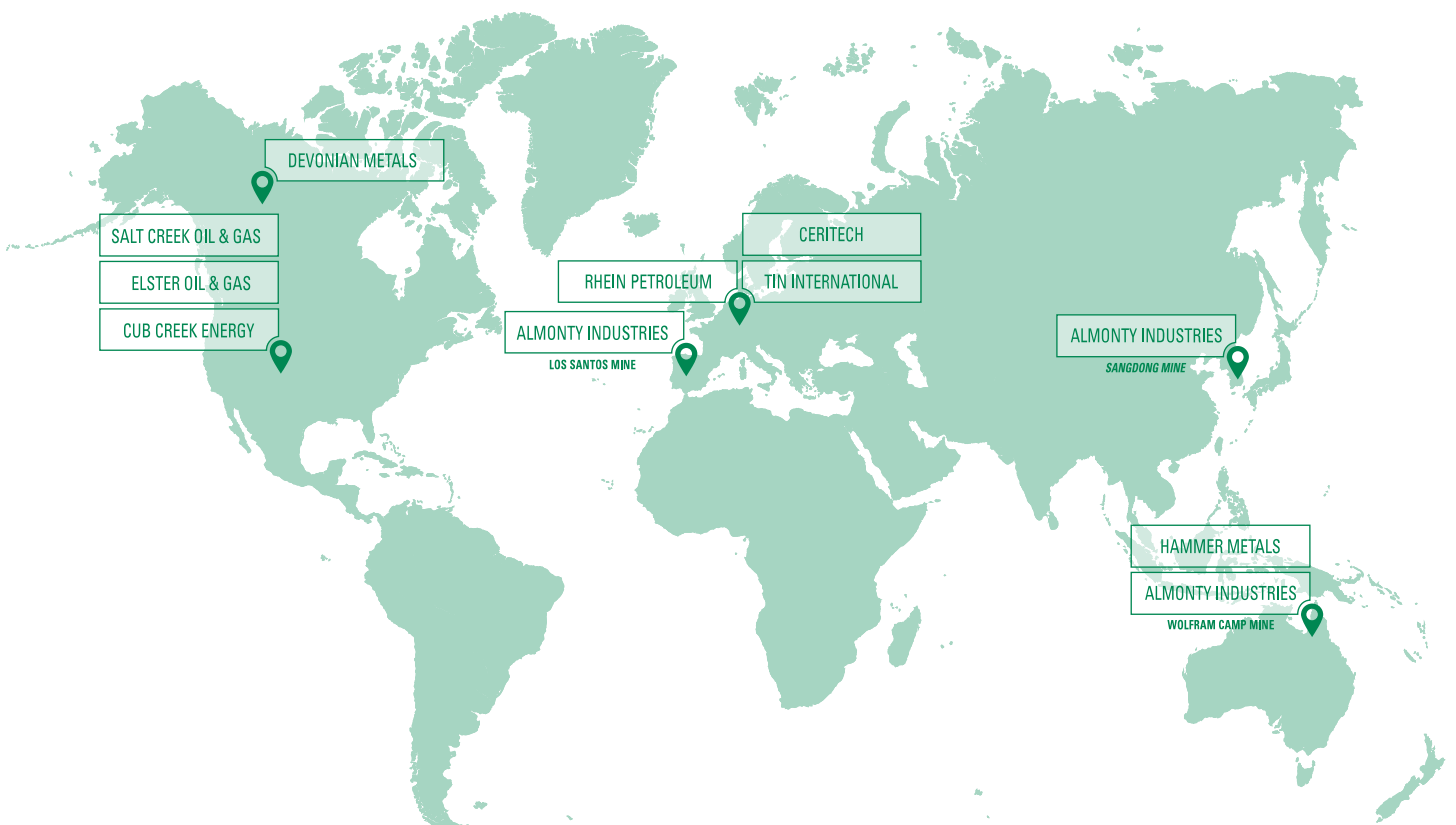 DEVONIAN METALS
SALT CREEK OIL & GAS
ELSTER OIL & GAS
CUB CREEK ENERGY
CERITECH
RHEIN PETROLEUM
TIN INTERNATIONAL
ALMONTY INDUSTRIES
LOS SANTOS MINE
ALMONTY INDUSTRIES
SANGDONG MINE
HAMMER METALS
ALMONTY INDUSTRIES
WOLFRAM CAMP MINE